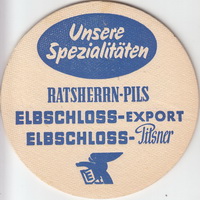 Unsere
Spezialitäten
RATSHERRN-PILS
ELBSCHLOSS-EXPORT
ELBSCHLOSS-Pilsner